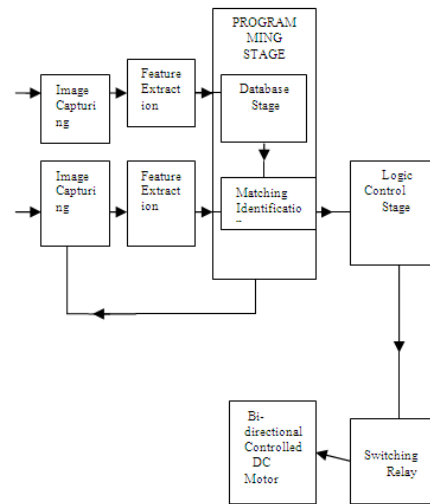 PROGRAM
MING
STAGE
Image
Capturi
ng
Feature
Extract
ion
Database
Stage
Image
Capturi
ng
Feature
Extract
ion
Matching
Identificatio
Logic
Control
Stage
Bi-
directional
Controlled
DC
Motor
Switching
Relay